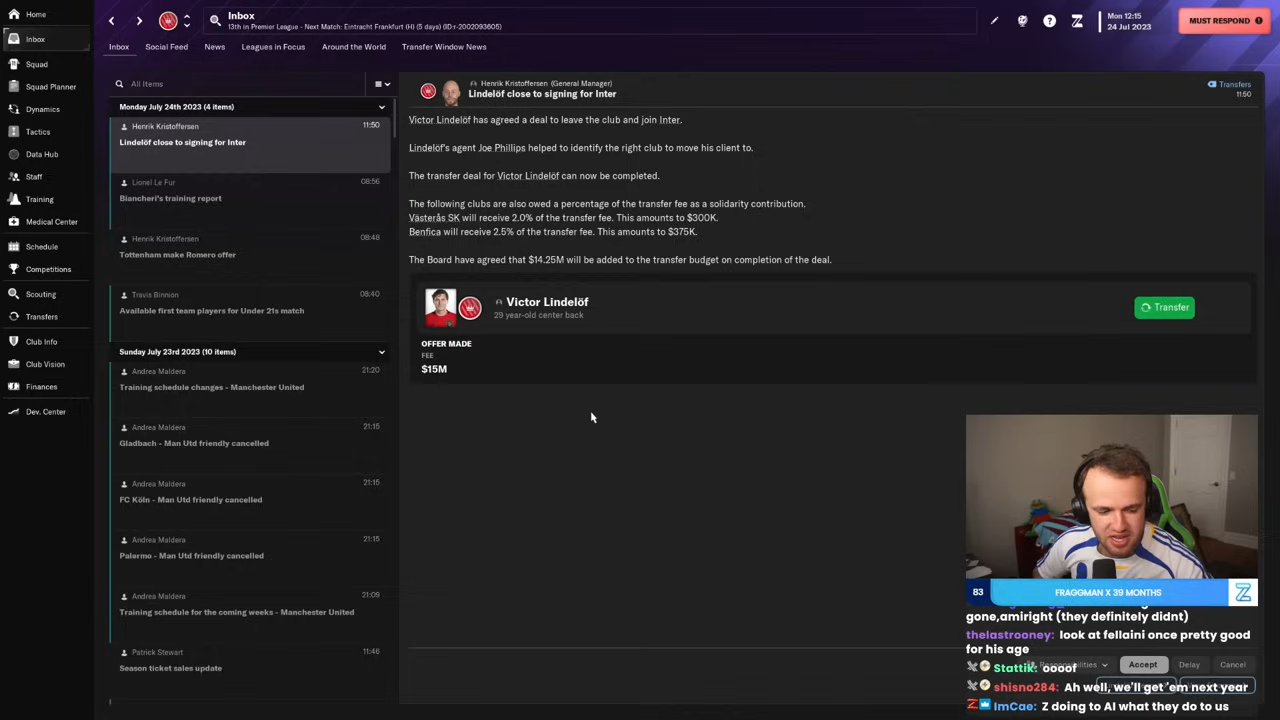 Home
Inbox
Squad
Squad Planner
Dynamics
Tactics
Data Hub
Staff
Training
Medical Center
Schedule
Competitions
Scouting
Transfers
Club Info
Club Vision
Finances
Dev. Center
Inbox
13th in Premier League - Next Match: Eintracht Frankfurt (H) (5 days) (ID:r-2002093605)
Mon 12:15
24 Jul 2023
MUST RESPOND
Inbox Social Feed News Leagues in Focus Around the World Transfer Window News
All Items
Monday July 24th 2023 (4 items)
Henrik Kristoffersen 11:50
Lindelöf close to signing for Inter
Lionel Le Fur 08:56
Biancheri's training report
Henrik Kristoffersen 08:48
Tottenham make Romero offer
Travis Binnion 08:40
Available first team players for Under 21s match
Sunday July 23rd 2023 (10 items)
Andrea Maldera 21:20
Training schedule changes - Manchester United
Andrea Maldera 21:15
Gladbach - Man Utd friendly cancelled
Andrea Maldera 21:15
FC Köln - Man Utd friendly cancelled
Andrea Maldera 21:15
Palermo - Man Utd friendly cancelled
Andrea Maldera 21:09
Training schedule for the coming weeks - Manchester United
Patrick Stewart 11:46
Season ticket sales update
Henrik Kristoffersen (General Manager)
Lindelöf close to signing for Inter
Transfers
11:50
Victor Lindelöf has agreed a deal to leave the club and join Inter.
Lindelöf's agent Joe Phillips helped to identify the right club to move his client to.
The transfer deal for Victor Lindelöf can now be completed.
The following clubs are also owed a percentage of the transfer fee as a solidarity contribution.
Västerås SK will receive 2.0% of the transfer fee. This amounts to $300K.
Benfica will receive 2.5% of the transfer fee. This amounts to $375K.
The Board have agreed that $14.25M will be added to the transfer budget on completion of the deal.
Victor Lindelöf
29 year-old center back
Transfer
OFFER MADE
FEE
$15M
83 FRAGGMAN X 39 MONTHS
gone,amiright (they definitely didnt)
thelastrooney: look at fellaini once pretty good
for his age
Stattik: oooof
Responsibilities Accept Delay Cancel
shisno284: Ah well, we'll get 'em next year
ImCae: Z doing to AI what they do to us